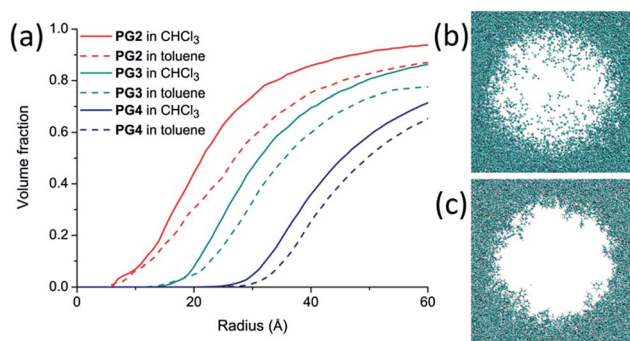 (a)
1.0
0.8
0.6
0.4
0.2
0.0
Volume fraction
PG2 in CHCl₃
PG2 in toluene
PG3 in CHCl₃
PG3 in toluene
PG4 in CHCl₃
PG4 in toluene
0 20 40 60
Radius (Å)
(b)
(c)